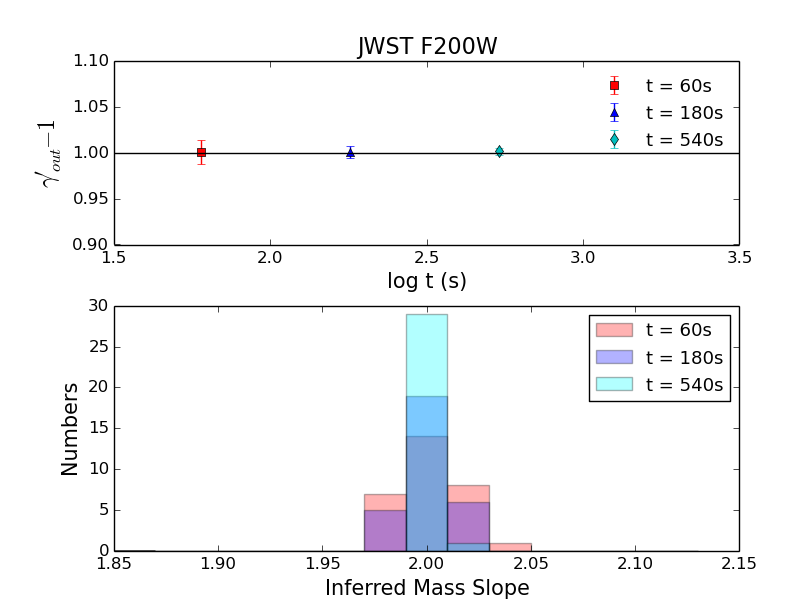 JWST F200W
1.10
1.05
1.00
0.95
0.90
γ′out−1
t = 60s
t = 180s
t = 540s
1.5 2.0 2.5 3.0 3.5
log t (s)
30
25
20
15
10
5
0
Numbers
t = 60s
t = 180s
t = 540s
1.85 1.90 1.95 2.00 2.05 2.10 2.15
Inferred Mass Slope